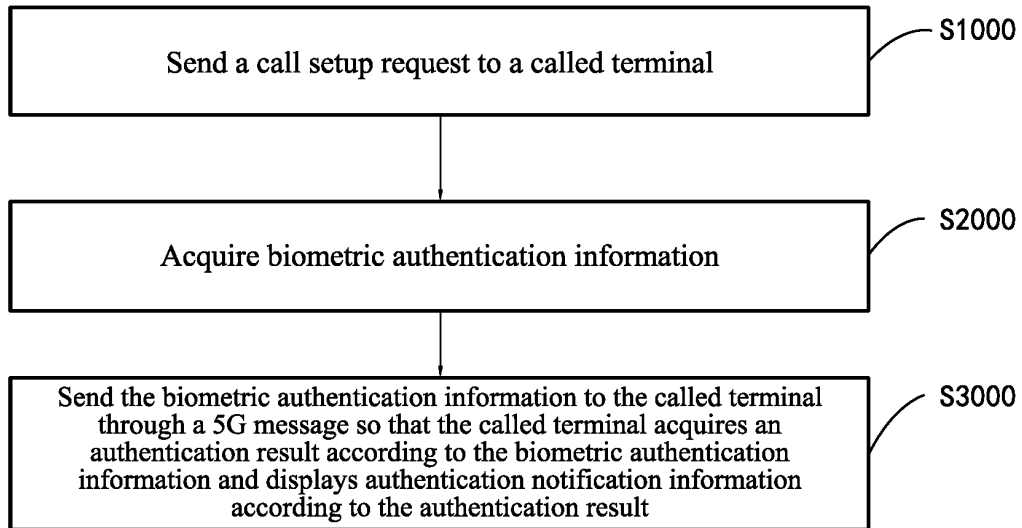 S1000
Send a call setup request to a called terminal
S2000
Acquire biometric authentication information
S3000
Send the biometric authentication information to the called terminal
through a 5G message so that the called terminal acquires an
authentication result according to the biometric authentication
information and displays authentication notification information
according to the authentication result